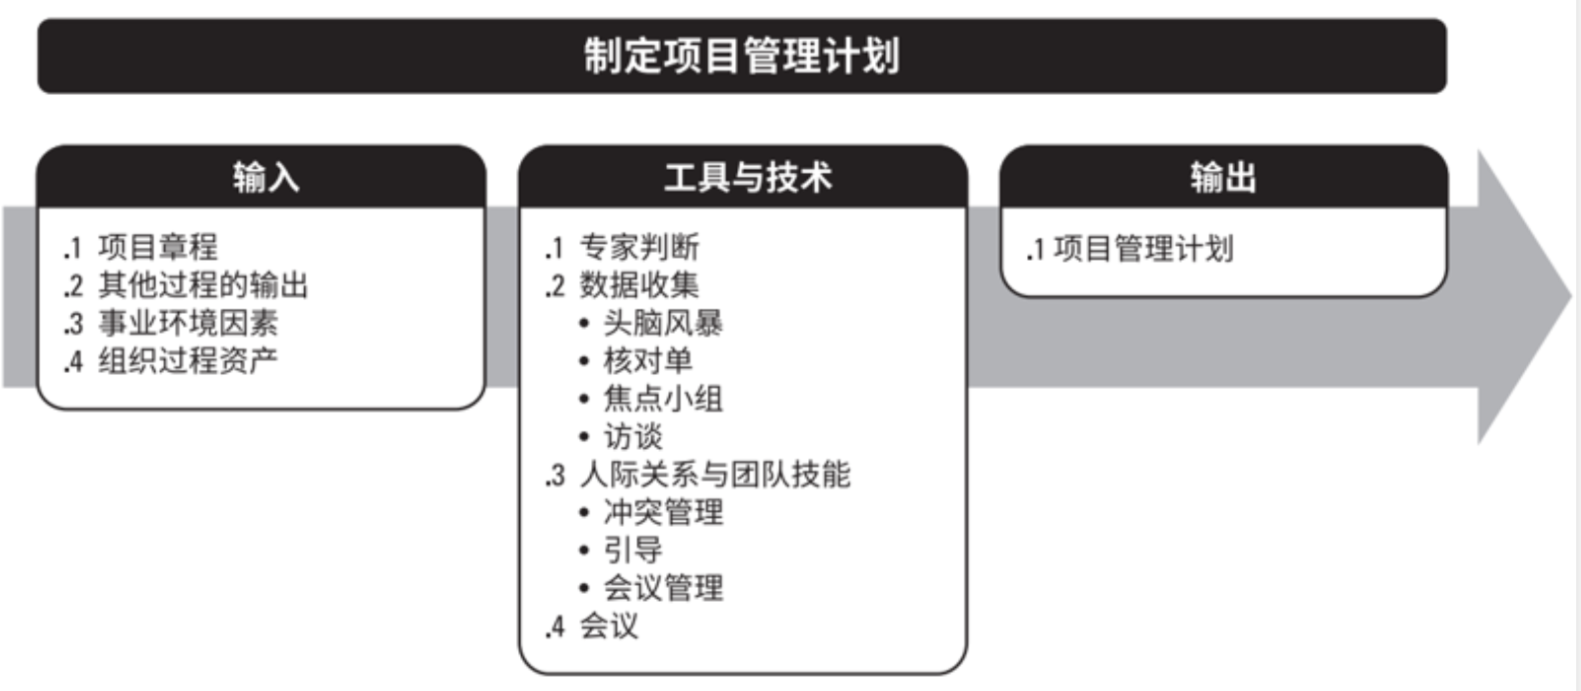 制定项目管理计划
输入
.1 项目章程
.2 其他过程的输出
.3 事业环境因素
.4 组织过程资产
工具与技术
.1 专家判断
.2 数据收集
• 头脑风暴
• 核对单
• 焦点小组
• 访谈
.3 人际关系与团队技能
• 冲突管理
• 引导
• 会议管理
.4 会议
输出
.1 项目管理计划